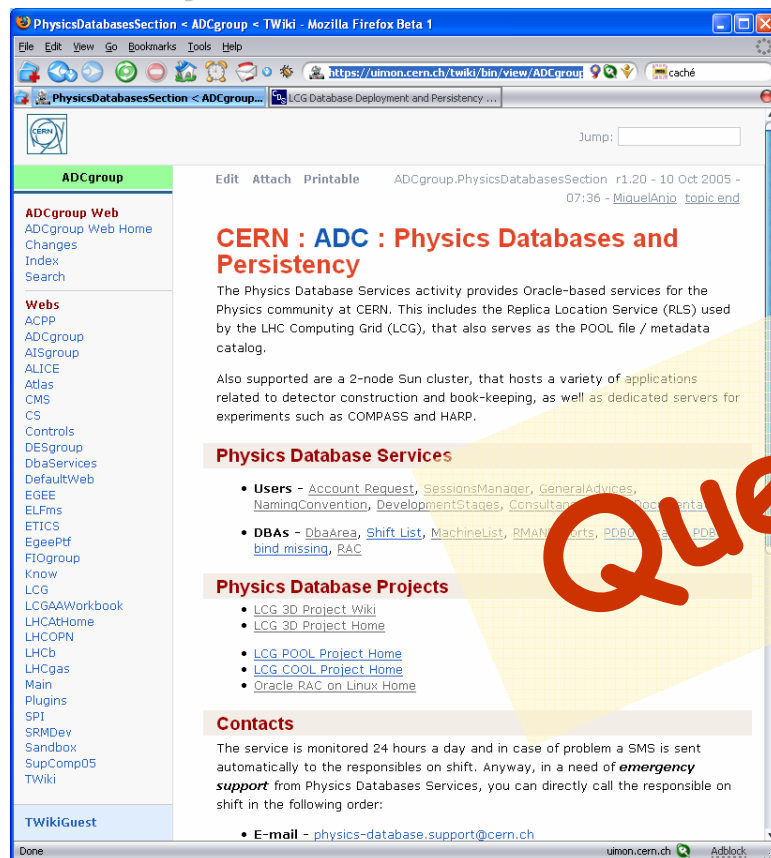 PhysicsDatabasesSection < ADCgroup < TWiki - Mozilla Firefox Beta 1
File Edit View Go Bookmarks Tools Help
https://uimon.cern.ch/twiki/bin/view/ADCgroup
caché
PhysicsDatabasesSection < ADCgroup...
LCG Database Deployment and Persistency ...
CERN
Jump:
ADCgroup
ADCgroup Web
ADCgroup Web Home
Changes
Index
Search
Webs
ACPP
ADCgroup
AISgroup
ALICE
Atlas
CMS
CS
Controls
DESgroup
DbaServices
DefaultWeb
EGEE
ELFms
ETICS
EgeePtf
FIOgroup
Know
LCG
LCGAAWorkbook
LHCAtHome
LHCOPN
LHCb
LHCgas
Main
Plugins
SPI
SRMDev
Sandbox
SupComp05
TWiki
TWikiGuest
Edit Attach Printable
ADCgroup.PhysicsDatabasesSection r1.20 - 10 Oct 2005 -
07:36 - MiguelAnjo topic end
CERN : ADC : Physics Databases and
Persistency
The Physics Database Services activity provides Oracle-based services for the
Physics community at CERN. This includes the Replica Location Service (RLS) used
by the LHC Computing Grid (LCG), that also serves as the POOL file / metadata
catalog.
Also supported are a 2-node Sun cluster, that hosts a variety of applications
related to detector construction and book-keeping, as well as dedicated servers for
experiments such as COMPASS and HARP.
Physics Database Services
• Users - Account Request, SessionsManager, GeneralAdvices,
NamingConvention, DevelopmentStages,
• DBAs - DbaArea, Shift List, MachineList,
bind missing, RAC
Que
Physics Database Projects
• LCG 3D Project Wiki
• LCG 3D Project Home
• LCG POOL Project Home
• LCG COOL Project Home
• Oracle RAC on Linux Home
Contacts
The service is monitored 24 hours a day and in case of problem a SMS is sent
automatically to the responsibles on shift. Anyway, in a need of emergency
support from Physics Databases Services, you can directly call the responsible on
shift in the following order:
• E-mail - physics-database.support@cern.ch
Done
uimon.cern.ch
Adblock